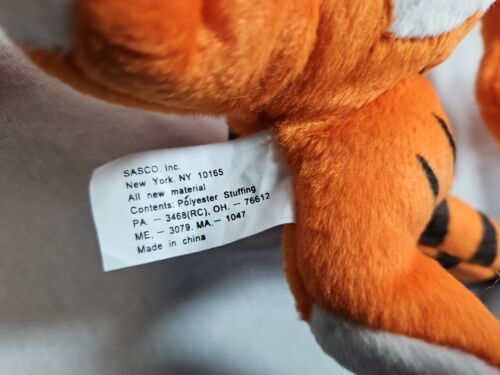 SASCO. Inc.
New York. NY 10165
All new material
Contents: Polyester Stuffing
PA. - 3468(RC), OH. - 76612
ME. - 3079. MA. - 1047
Made in china